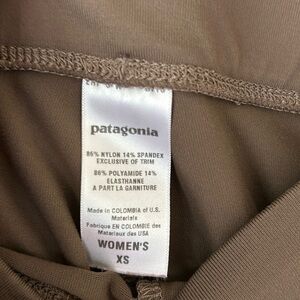 patagonia
86% NYLON 14% SPANDEX
EXCLUSIVE OF TRIM
86% POLYAMIDE 14%
ELASTHANNE
A PART LA GARNITURE
Made in COLOMBIA of U.S.
Materials
Fabriqué EN COLOMBIE des
Materiaux des USA
WOMEN'S
XS